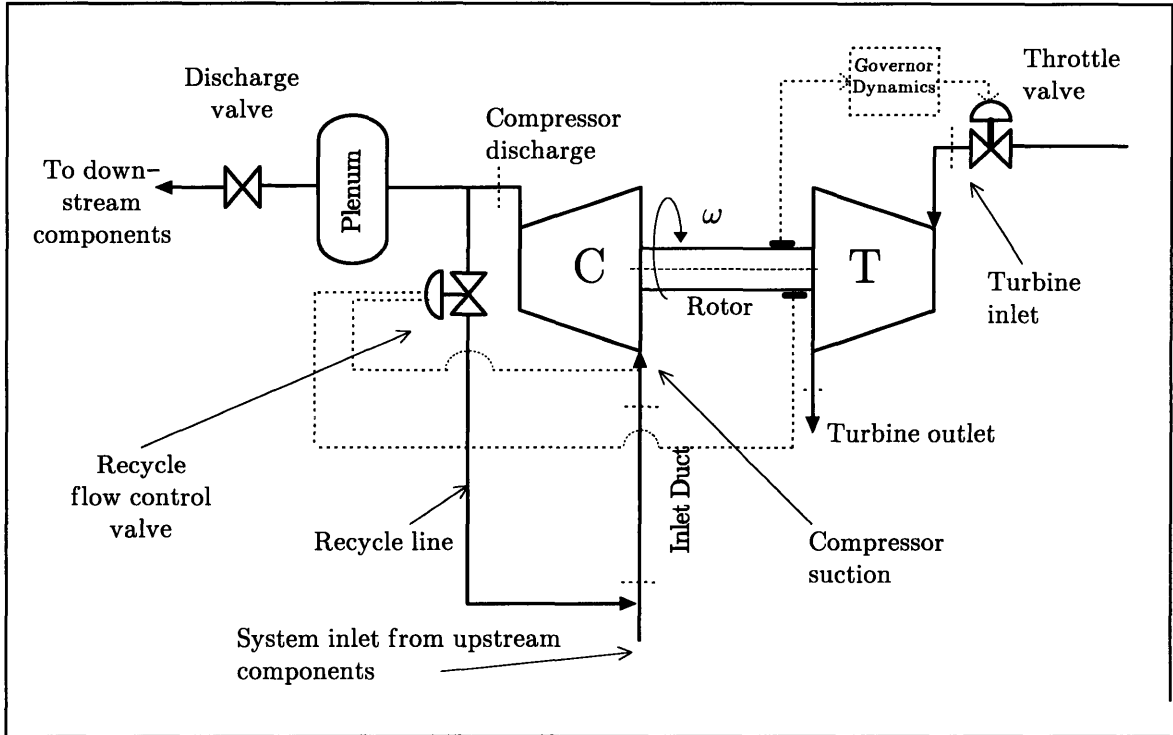 Discharge
valve
To down-
stream
components
Plenum
Compressor
discharge
Governor
Dynamics
Throttle
valve
C
ω
T
Rotor
Turbine
inlet
Turbine outlet
Recycle
flow control
valve
Recycle line
Inlet Duct
Compressor
suction
System inlet from upstream
components